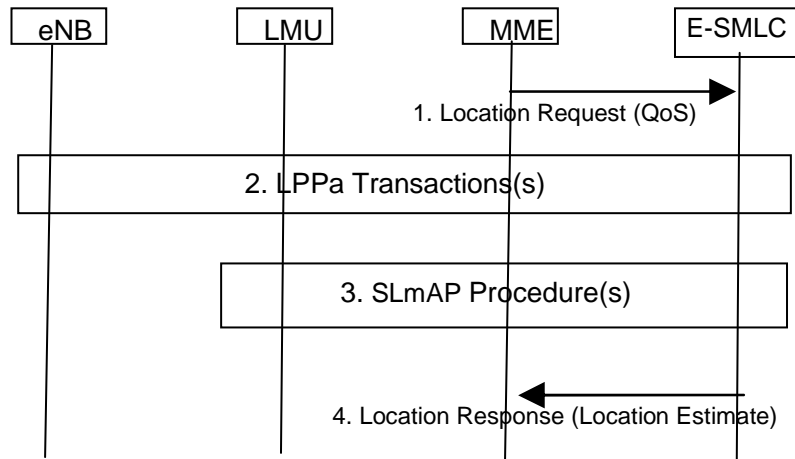 eNB
LMU
MME
E-SMLC
1. Location Request (QoS)
2. LPPa Transactions(s)
3. SLmAP Procedure(s)
4. Location Response (Location Estimate)